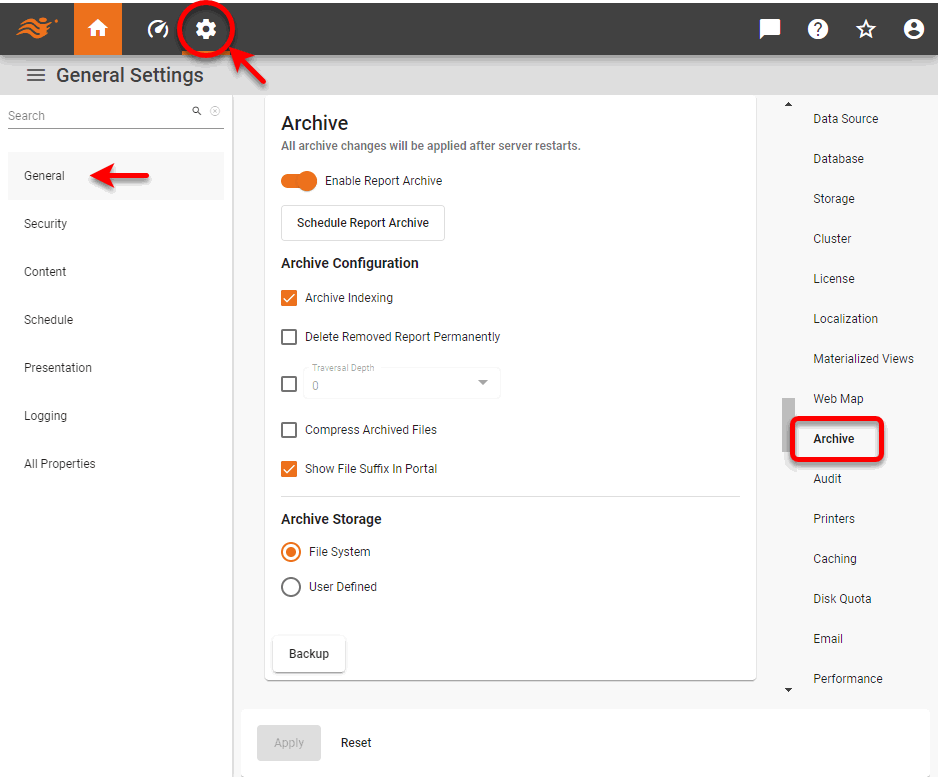 General Settings
Search
General
Security
Content
Schedule
Presentation
Logging
All Properties
Archive
All archive changes will be applied after server restarts.
Enable Report Archive
Schedule Report Archive
Archive Configuration
Archive Indexing
Delete Removed Report Permanently
Traversal Depth
0
Compress Archived Files
Show File Suffix In Portal
Archive Storage
File System
User Defined
Backup
Apply Reset
Data Source
Database
Storage
Cluster
License
Localization
Materialized Views
Web Map
Archive
Audit
Printers
Caching
Disk Quota
Email
Performance